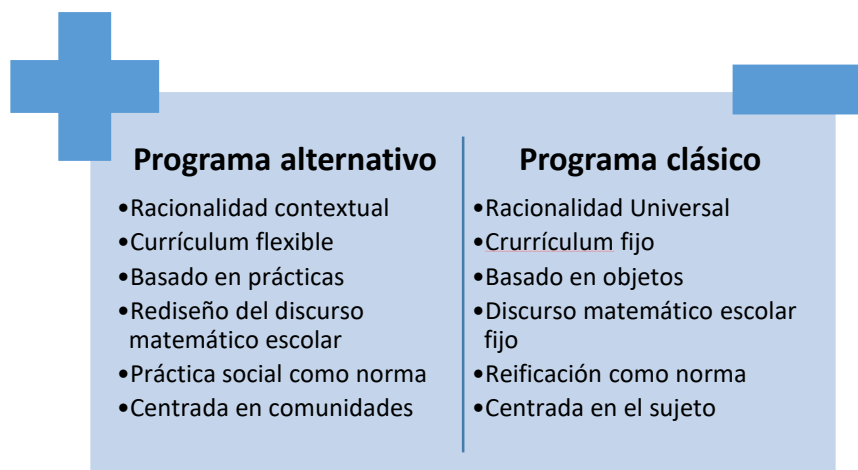 Programa alternativo
•Racionalidad contextual
•Currículum flexible
•Basado en prácticas
•Rediseño del discurso
matemático escolar
•Práctica social como norma
•Centrada en comunidades
Programa clásico
•Racionalidad Universal
•Crurrículum fijo
•Basado en objetos
•Discurso matemático escolar
fijo
•Reificación como norma
•Centrada en el sujeto